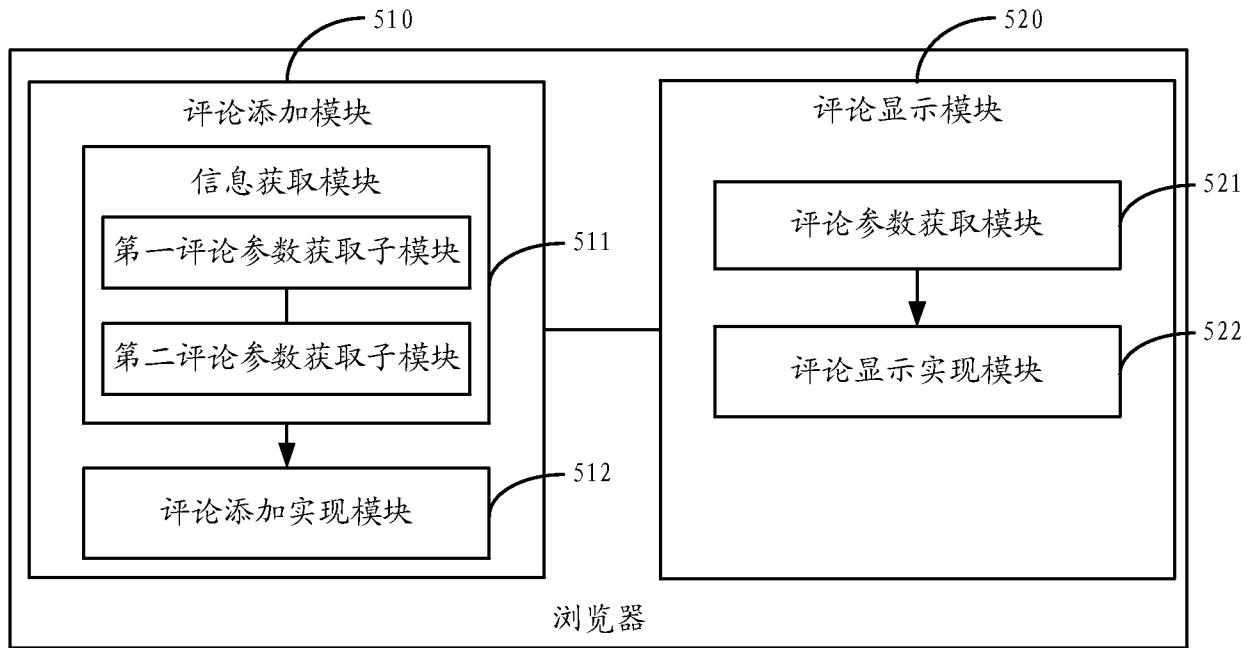 510
520
评论添加模块
信息获取模块
第一评论参数获取子模块
511
第二评论参数获取子模块
评论添加实现模块
512
评论显示模块
评论参数获取模块
521
评论显示实现模块
522
浏览器